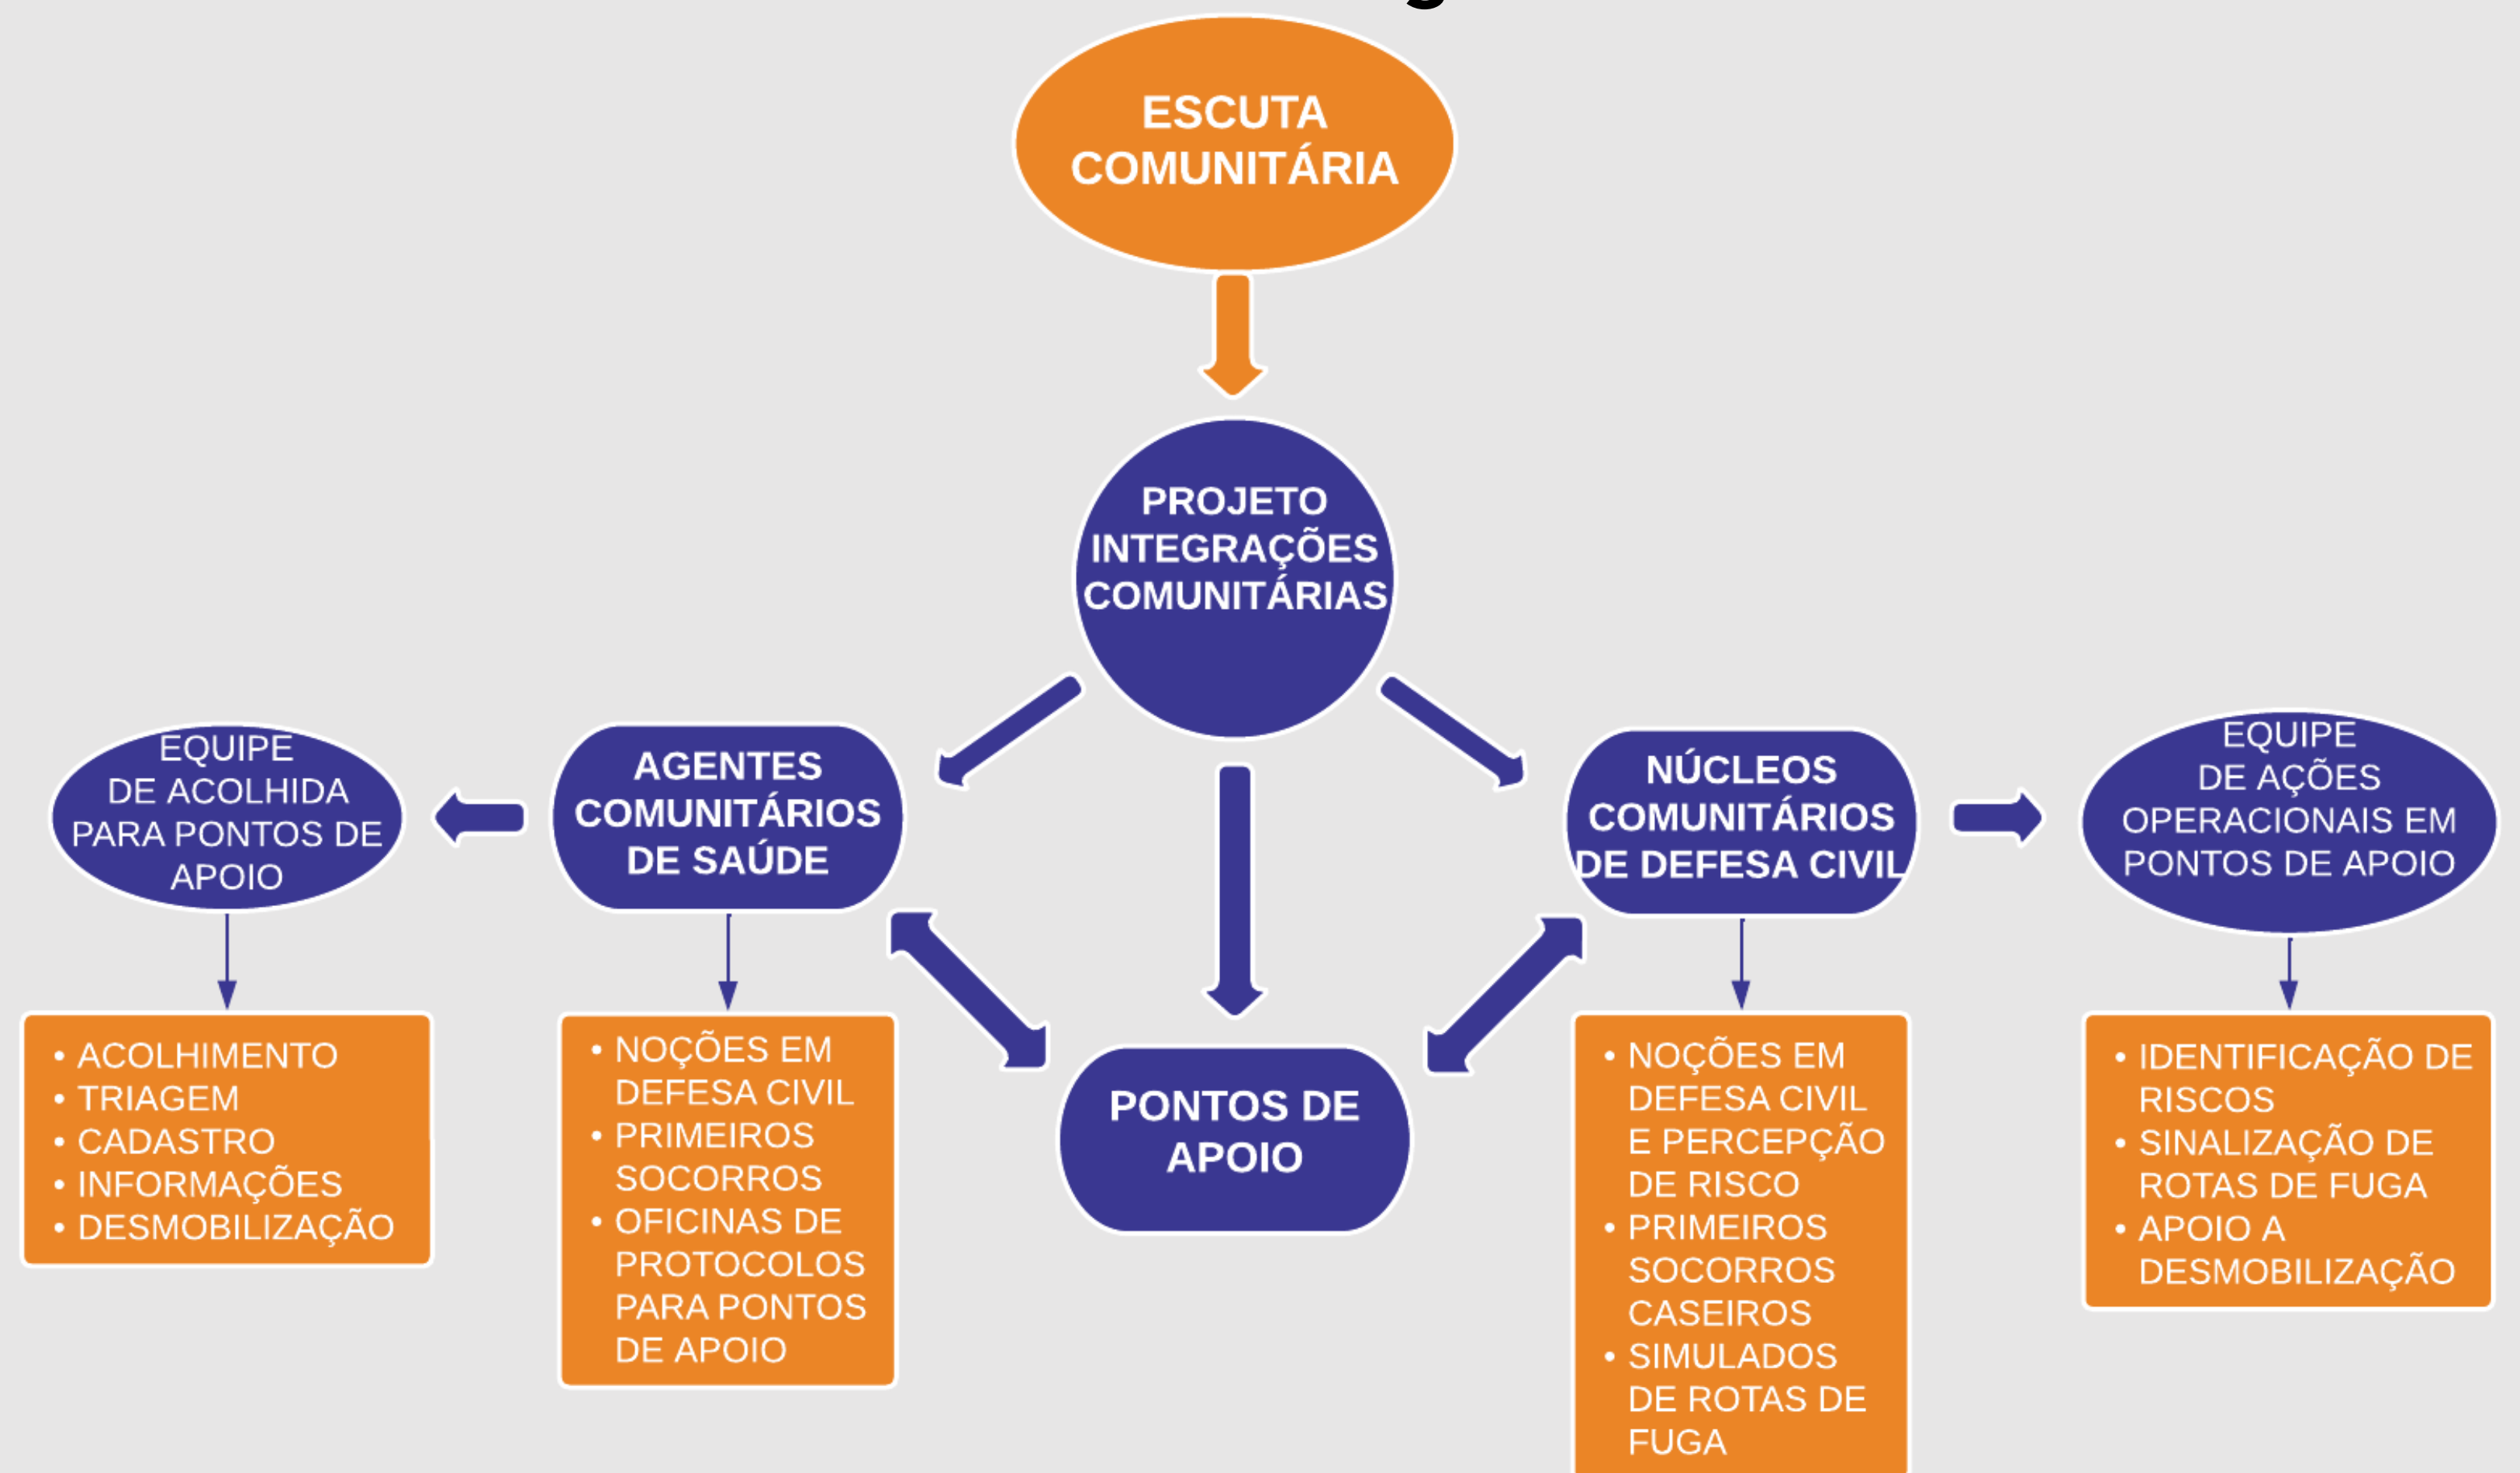 ESCUTA
COMUNITÁRIA
PROJETO
INTEGRAÇÕES
COMUNITÁRIAS
EQUIPE
DE ACOLHIDA
PARA PONTOS DE
APOIO
AGENTES
COMUNITÁRIOS
DE SAÚDE
NÚCLEOS
COMUNITÁRIOS
DE DEFESA CIVIL
EQUIPE
DE AÇÕES
OPERACIONAIS EM
PONTOS DE APOIO
• ACOLHIMENTO
• TRIAGEM
• CADASTRO
• INFORMAÇÕES
• DESMOBILIZAÇÃO
• NOÇÕES EM
DEFESA CIVIL
• PRIMEIROS
SOCORROS
• OFICINAS DE
PROTOCOLOS
PARA PONTOS
DE APOIO
PONTOS DE
APOIO
• NOÇÕES EM
DEFESA CIVIL
E PERCEPÇÃO
DE RISCO
• PRIMEIROS
SOCORROS
CASEIROS
• SIMULADOS
DE ROTAS DE
FUGA
• IDENTIFICAÇÃO DE
RISCOS
• SINALIZAÇÃO DE
ROTAS DE FUGA
• APOIO A
DESMOBILIZAÇÃO